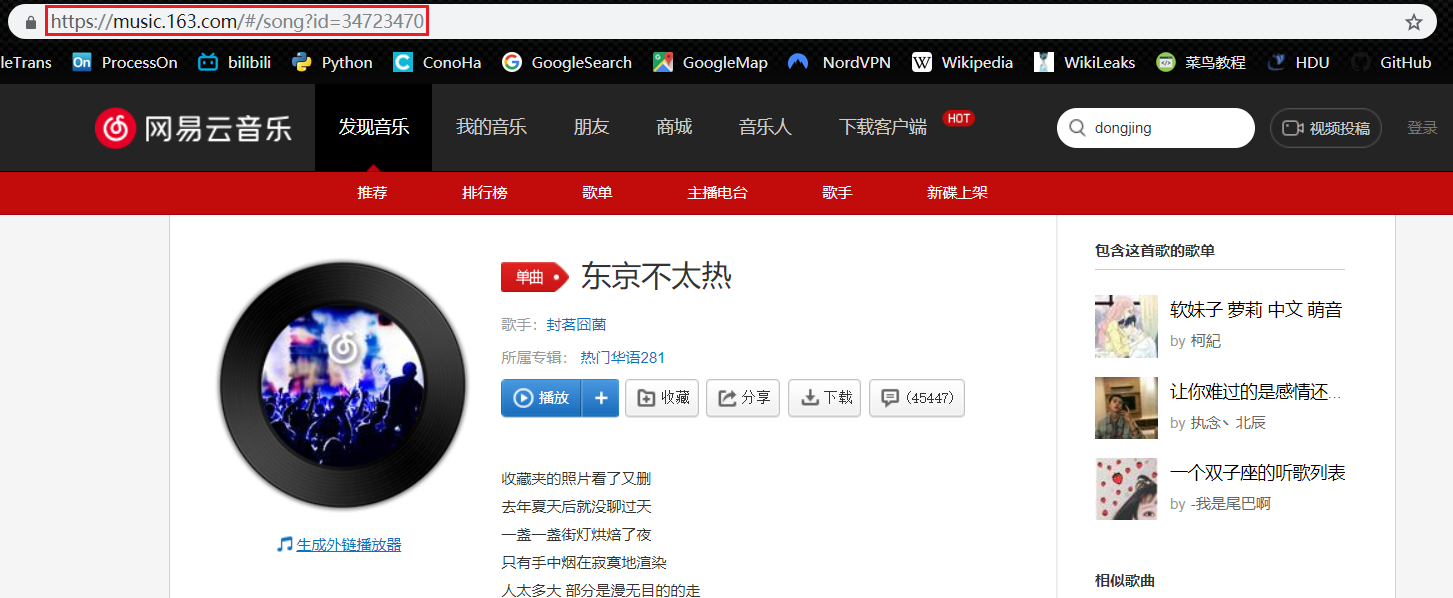 https://music.163.com/#/song?id=34723470
leTrans ProcessOn bilibili Python ConoHa GoogleSearch GoogleMap NordVPN Wikipedia WikiLeaks 菜鸟教程 HDU GitHub
网易云音乐 发现音乐 我的音乐 朋友 商城 音乐人 下载客户端 HOT dongjing 视频投稿 登录
推荐 排行榜 歌单 主播电台 歌手 新碟上架
单曲 东京不太热
歌手：封茗囧菌
所属专辑：热门华语281
播放 + 收藏 分享 下载 (45447)
收藏夹的照片看了又删
去年夏天后就没聊过天
一盏一盏街灯烘焙了夜
只有手中烟在寂寞地渲染
人太多大 部分是漫无目的的走
生成外链播放器
包含这首歌的歌单
软妹子 萝莉 中文 萌音
by 柯紀
让你难过的是感情还...
by 执念丶北辰
一个双子座的听歌列表
by -我是尾巴啊
相似歌曲